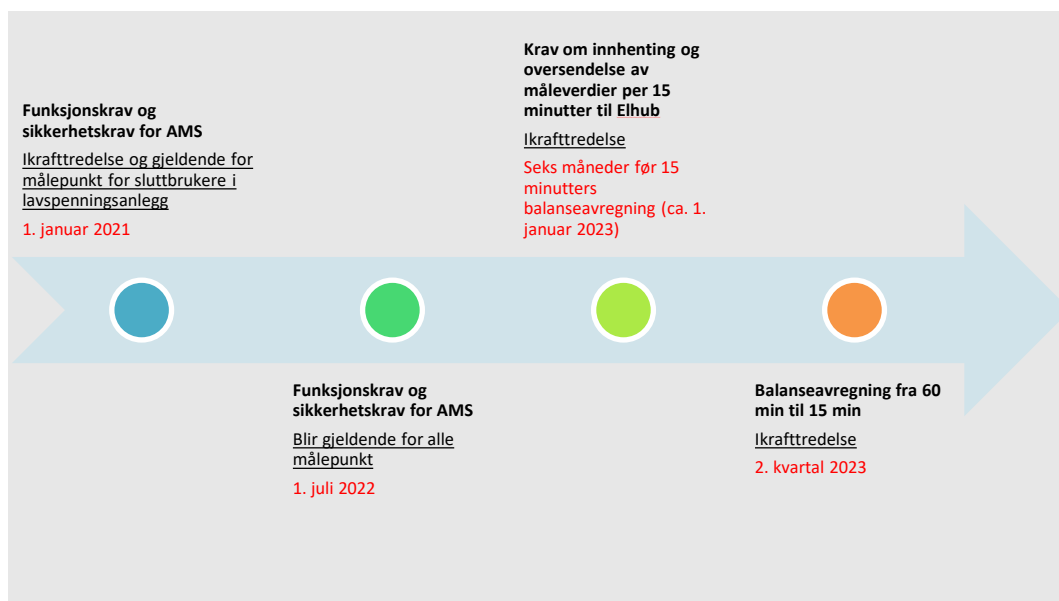 Funksjonskrav og
sikkerhetskrav for AMS
Ikrafttredelse og gjeldende for
målepunkt for sluttbrukere i
lavspenningsanlegg
1. januar 2021
Funksjonskrav og
sikkerhetskrav for AMS
Blir gjeldende for alle
målepunkt
1. juli 2022
Krav om innhenting og
oversendelse av
måleverdier per 15
minutter til Elhub
Ikrafttredelse
Seks måneder før 15
minutters
balanseavregning (ca. 1.
januar 2023)
Balanseavregning fra 60
min til 15 min
Ikrafttredelse
2. kvartal 2023